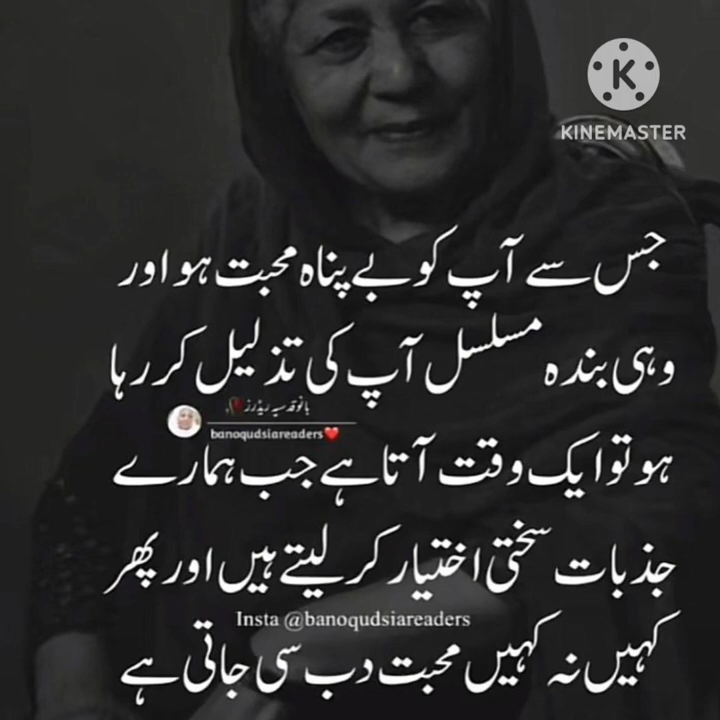 KINEMASTER
جس سے آپ کو بے پناہ محبت ہو اور
وہی بندہ مسلسل آپ کی تذلیل کر رہا
بانو قدسیہ ریڈرز🥀
banoqudsiareaders❤️
ہو تو ایک وقت آتا ہے جب ہمارے
جذبات سختی اختیار کر لیتے ہیں اور پھر
Insta @banoqudsiareaders
کہیں نہ کہیں محبت دب سی جاتی ہے